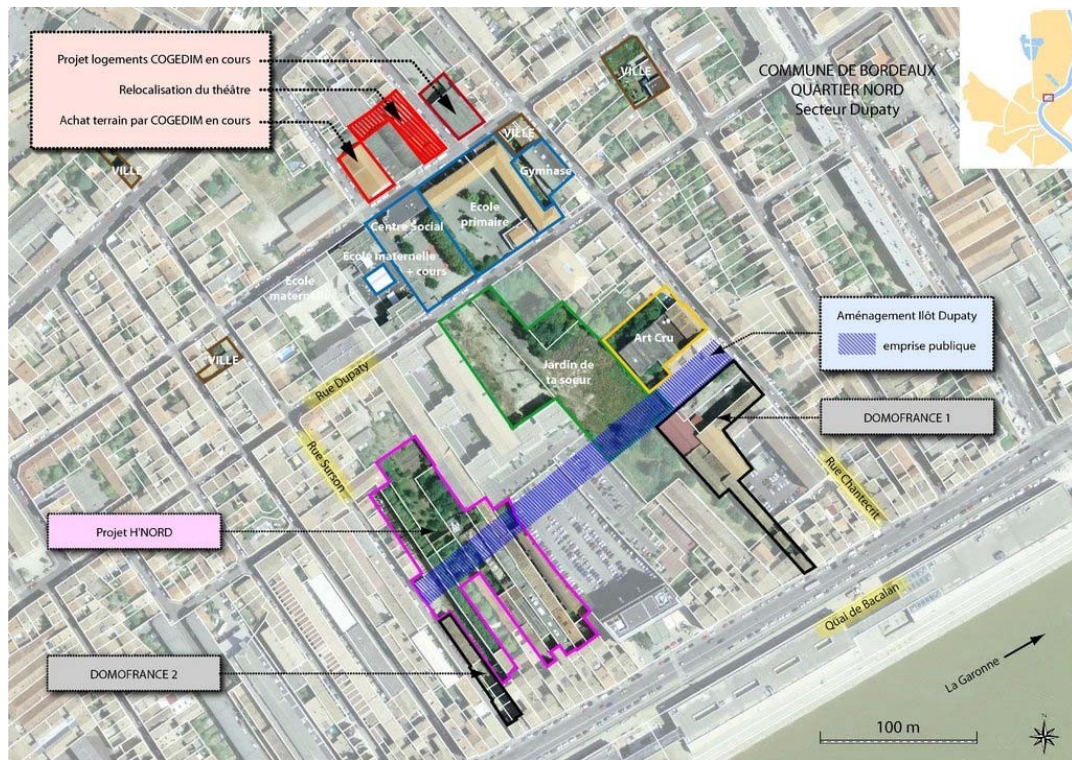 Projet logements COGEDIM en cours
Relocalisation du théâtre
Achat terrain par COGEDIM en cours
VILLE
COMMUNE DE BORDEAUX
QUARTIER NORD
Secteur Dupaty
VILLE
VILLE
Gymnase
Ecole
primaire
Centre Social
Ecole maternelle
+ cours
Ecole
maternelle
VILLE
Aménagement Ilôt Dupaty
emprise publique
Art Cru
Jardin de
ta soeur
Rue Dupaty
DOMOFRANCE 1
Rue Surson
Rue Chantecrit
Projet H'NORD
Quai de Bacalan
DOMOFRANCE 2
La Garonne
100 m
N